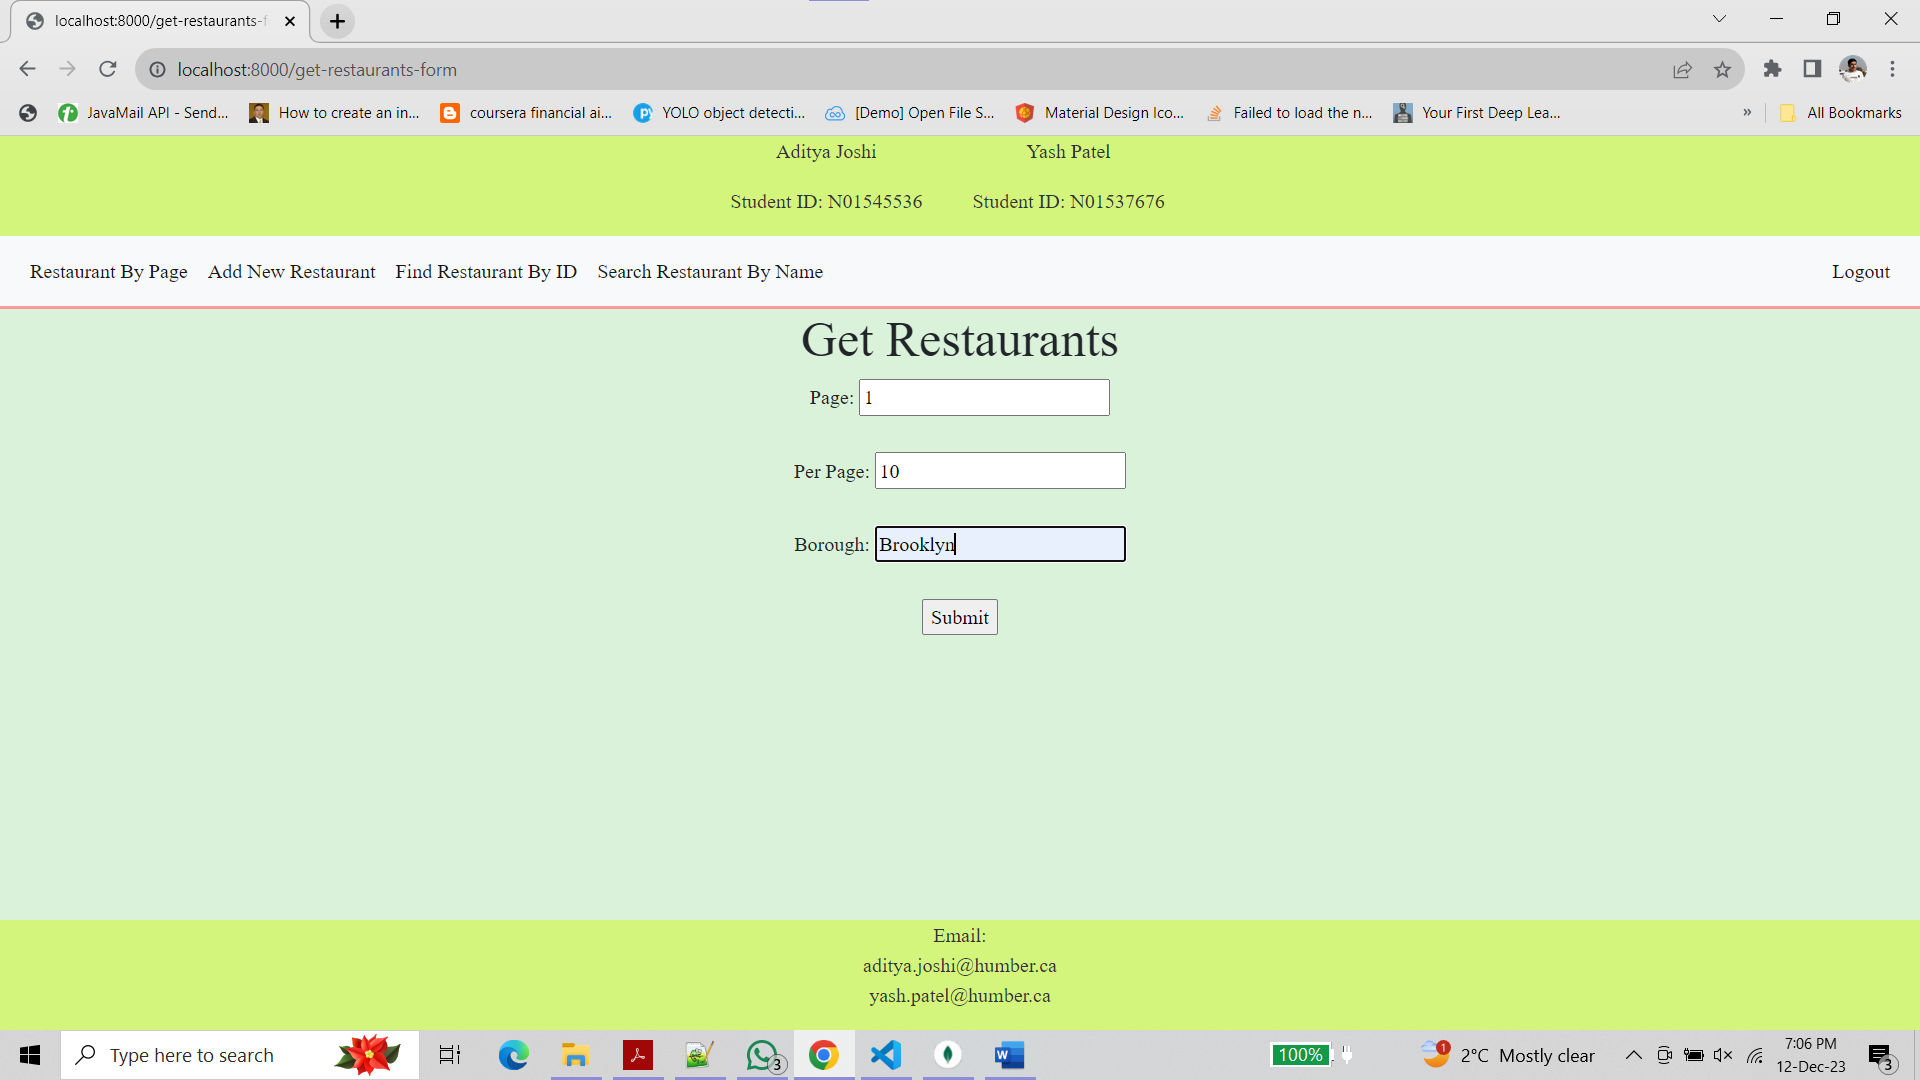 localhost:8000/get-restaurants-f
localhost:8000/get-restaurants-form
JavaMail API - Send... How to create an in... coursera financial ai... YOLO object detecti... [Demo] Open File S... Material Design Ico... Failed to load the n... Your First Deep Lea... » All Bookmarks
Aditya Joshi Yash Patel
Student ID: N01545536 Student ID: N01537676
Restaurant By Page Add New Restaurant Find Restaurant By ID Search Restaurant By Name Logout
Get Restaurants
Page: 1
Per Page: 10
Borough: Brooklyn
Submit
Email:
aditya.joshi@humber.ca
yash.patel@humber.ca
Type here to search 3 100% 1 2°C Mostly clear 7:06 PM
12-Dec-23 3